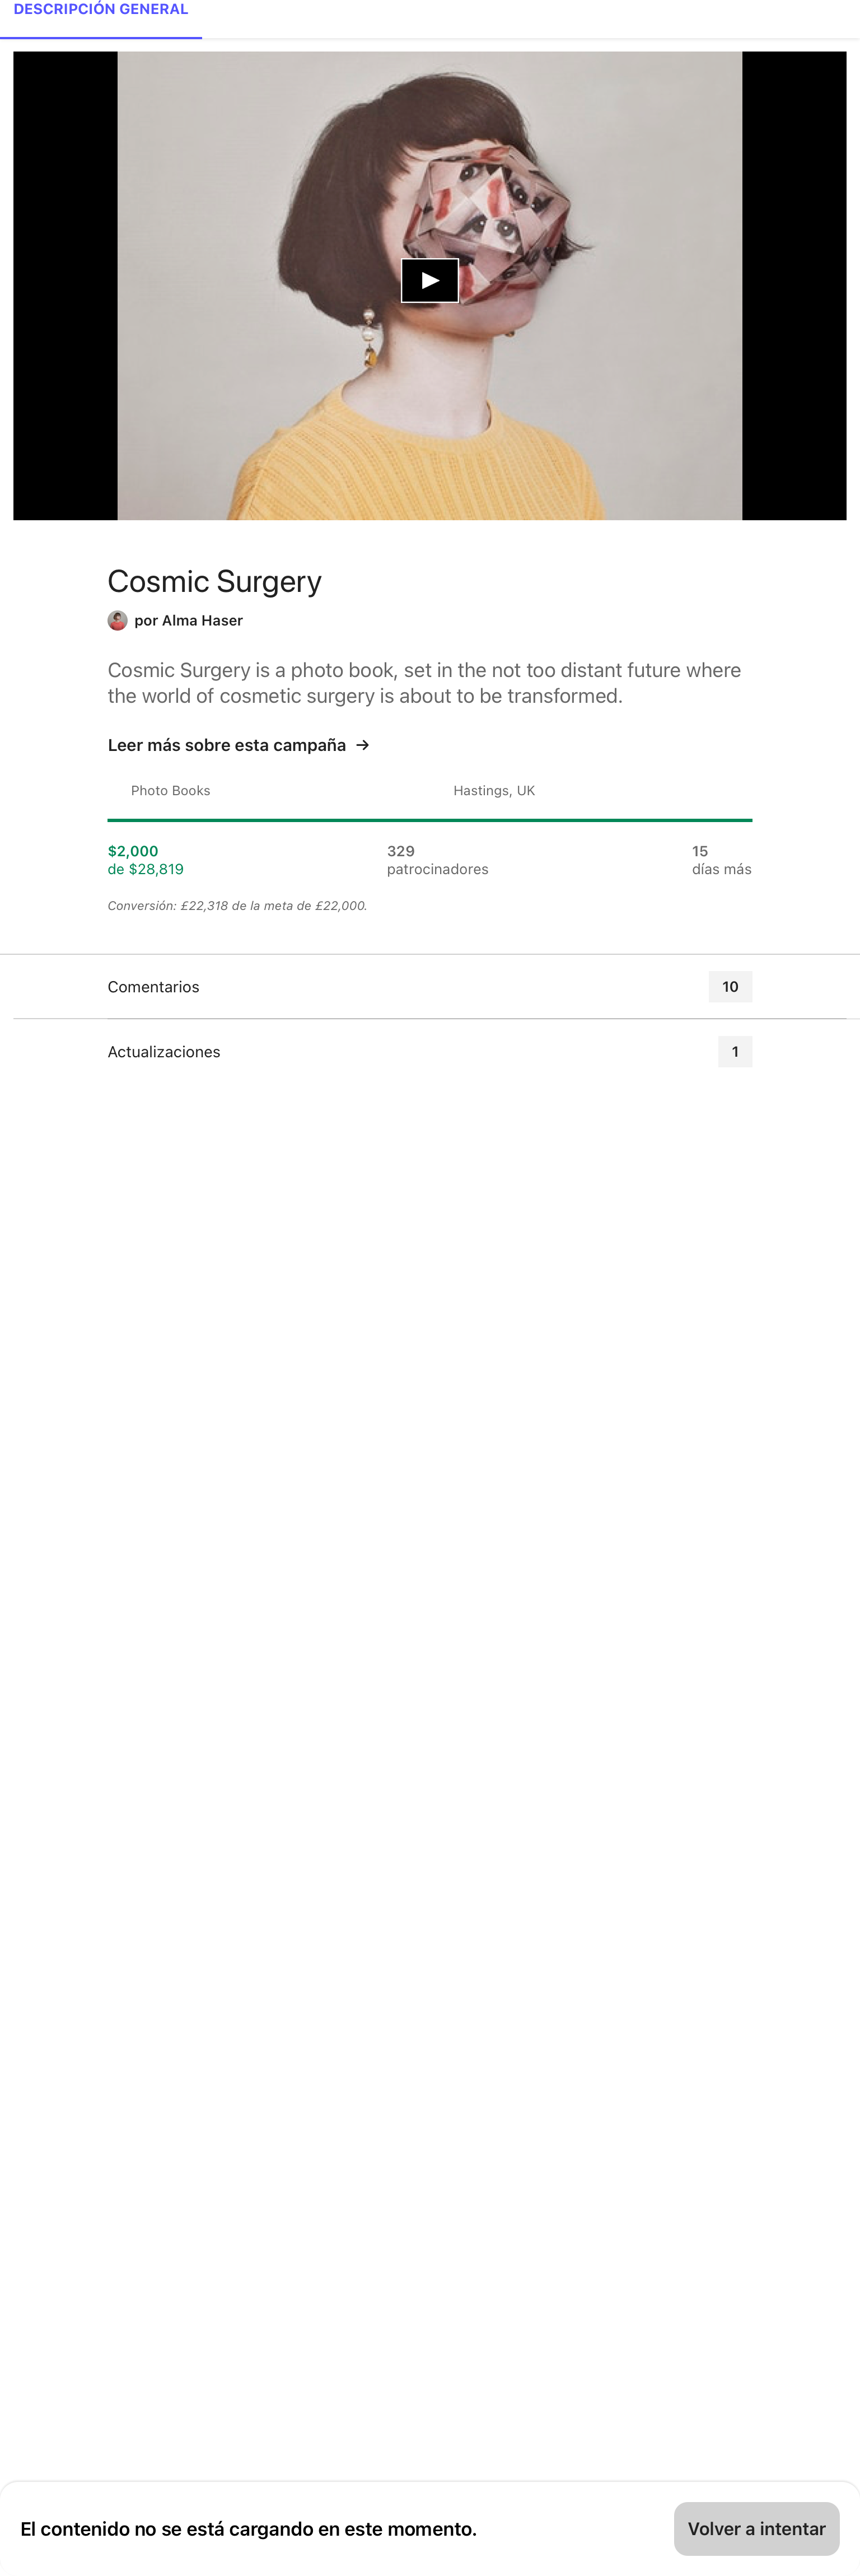 DESCRIPCIÓN GENERAL
Cosmic Surgery
por Alma Haser
Cosmic Surgery is a photo book, set in the not too distant future where
the world of cosmetic surgery is about to be transformed.
Leer más sobre esta campaña →
Photo Books
Hastings, UK
$2,000
de $28,819
329
patrocinadores
15
días más
Conversión: £22,318 de la meta de £22,000.
Comentarios
10
Actualizaciones
1
El contenido no se está cargando en este momento.
Volver a intentar